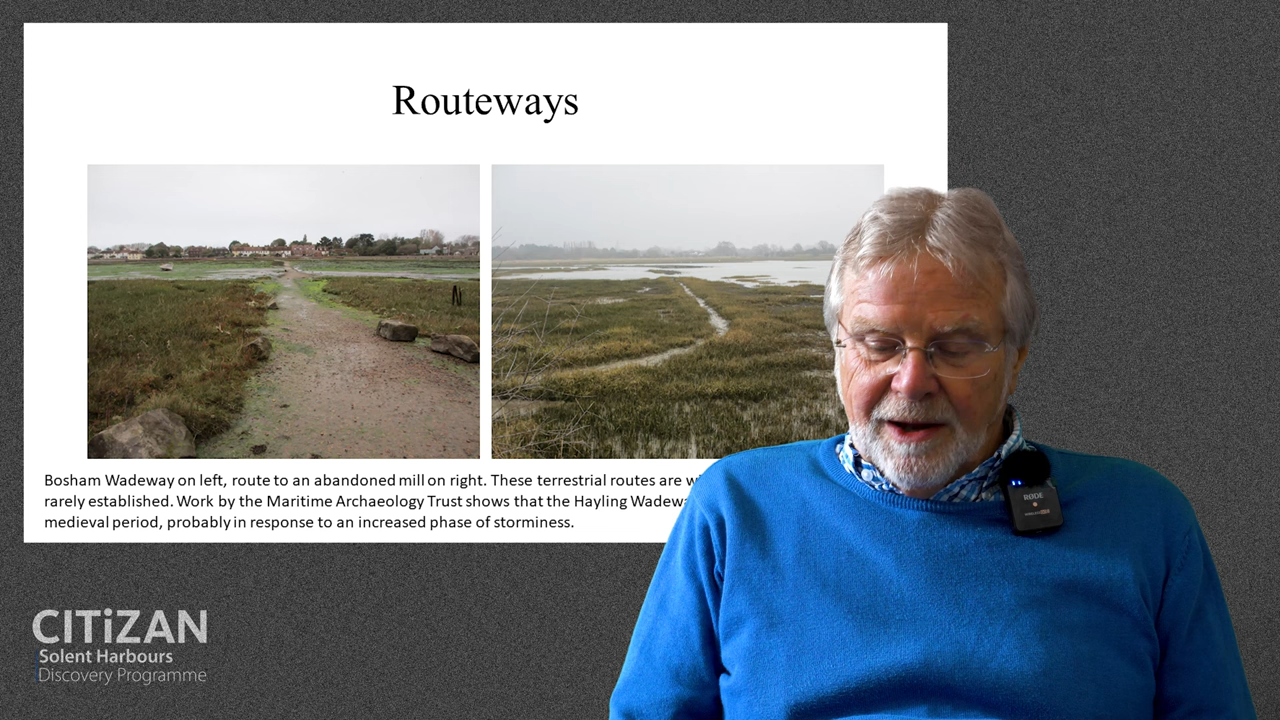 Routeways
Bosham Wadeway on left, route to an abandoned mill on right. These terrestrial routes are
rarely established. Work by the Maritime Archaeology Trust shows that the Hayling
medieval period, probably in response to an increased phase of storminess.
RØDE
CITiZAN
Solent Harbours
Discovery Programme